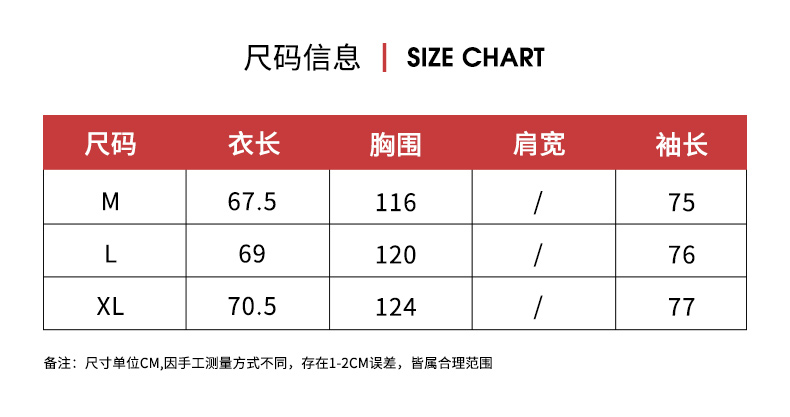 尺码信息 | SIZE CHART
尺码 衣长 胸围 肩宽 袖长
M 67.5 116 / 75
L 69 120 / 76
XL 70.5 124 / 77
备注：尺寸单位CM,因手工测量方式不同，存在1-2CM误差，皆属合理范围